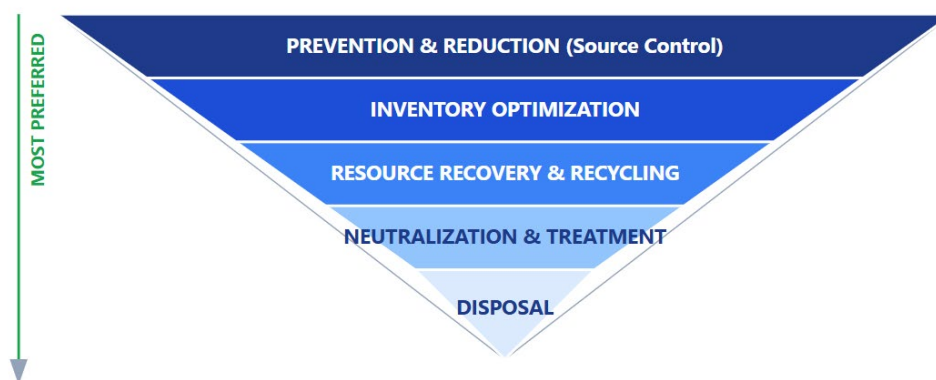 MOST PREFERRED
PREVENTION & REDUCTION (Source Control)
INVENTORY OPTIMIZATION
RESOURCE RECOVERY & RECYCLING
NEUTRALIZATION & TREATMENT
DISPOSAL